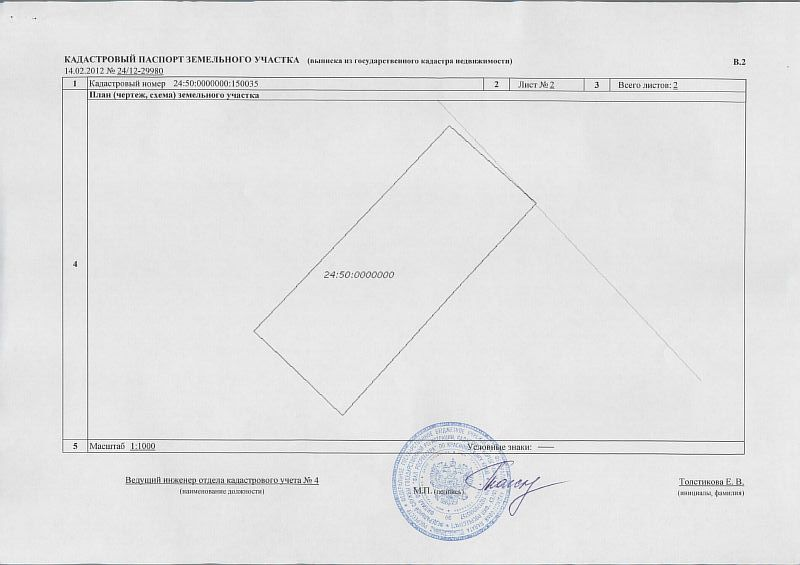 КАДАСТРОВЫЙ ПАСПОРТ ЗЕМЕЛЬНОГО УЧАСТКА (выписка из государственного кадастра недвижимости) В.2
14.02.2012 № 24/12-29980
1 Кадастровый номер 24:50:0000000:150035 2 Лист № 2 3 Всего листов: 2
План (чертеж, схема) земельного участка
4
24:50:0000000
5 Масштаб 1:1000 Условные знаки:
Ведущий инженер отдела кадастрового учета № 4 Толстикова Е. В.
(наименование должности) М.П. (подпись) (инициалы, фамилия)